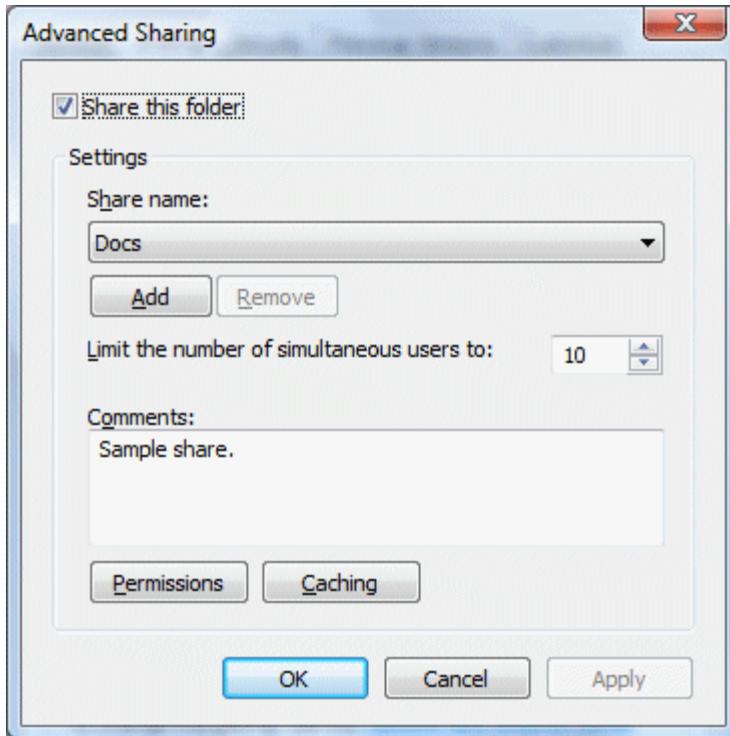 Advanced Sharing
Share this folder
Settings
Share name:
Docs
Add Remove
Limit the number of simultaneous users to: 10
Comments:
Sample share.
Permissions Caching
OK Cancel Apply